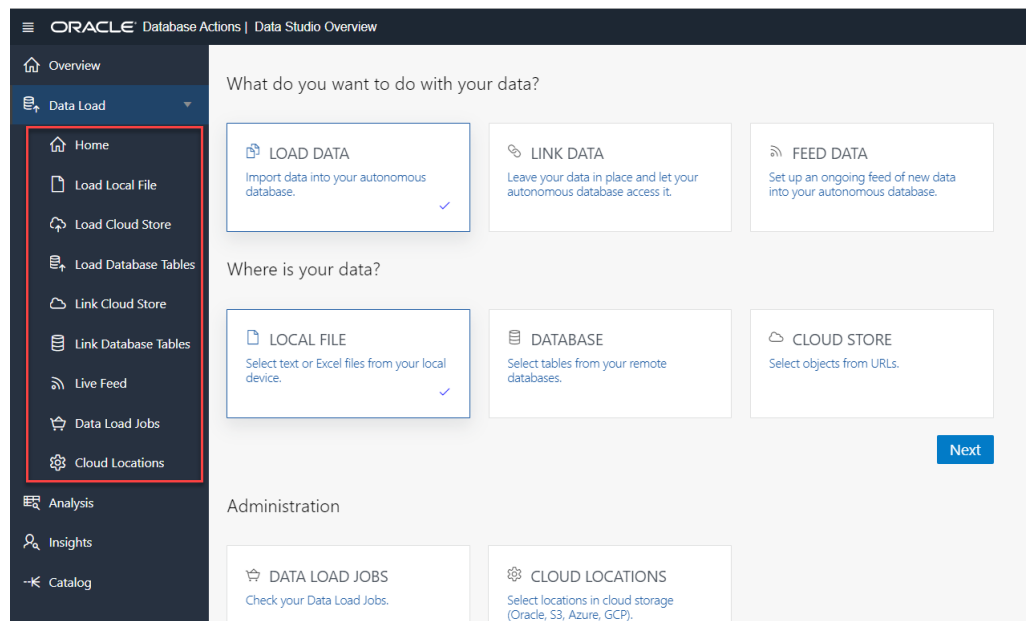 ORACLE Database Actions | Data Studio Overview
Overview
Data Load
Home
Load Local File
Load Cloud Store
Load Database Tables
Link Cloud Store
Link Database Tables
Live Feed
Data Load Jobs
Cloud Locations
Analysis
Insights
Catalog
What do you want to do with your data?
LOAD DATA
Import data into your autonomous
database.
LINK DATA
Leave your data in place and let your
autonomous database access it.
FEED DATA
Set up an ongoing feed of new data
into your autonomous database.
Where is your data?
LOCAL FILE
Select text or Excel files from your local
device.
DATABASE
Select tables from your remote
databases.
CLOUD STORE
Select objects from URLs.
Next
Administration
DATA LOAD JOBS
Check your Data Load Jobs.
CLOUD LOCATIONS
Select locations in cloud storage
(Oracle, S3, Azure, GCP).